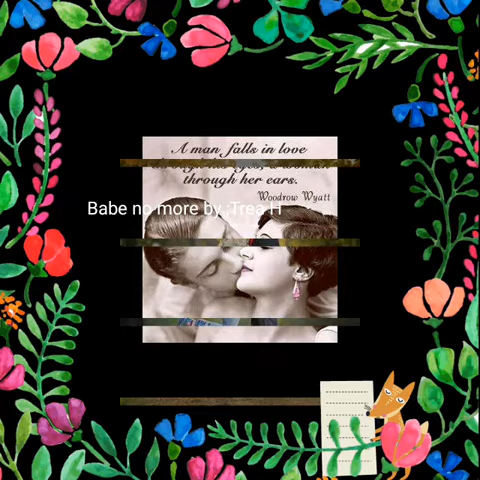 A man falls in love
through her ears.
Woodrow Wyatt
Babe no more by ;Trea H